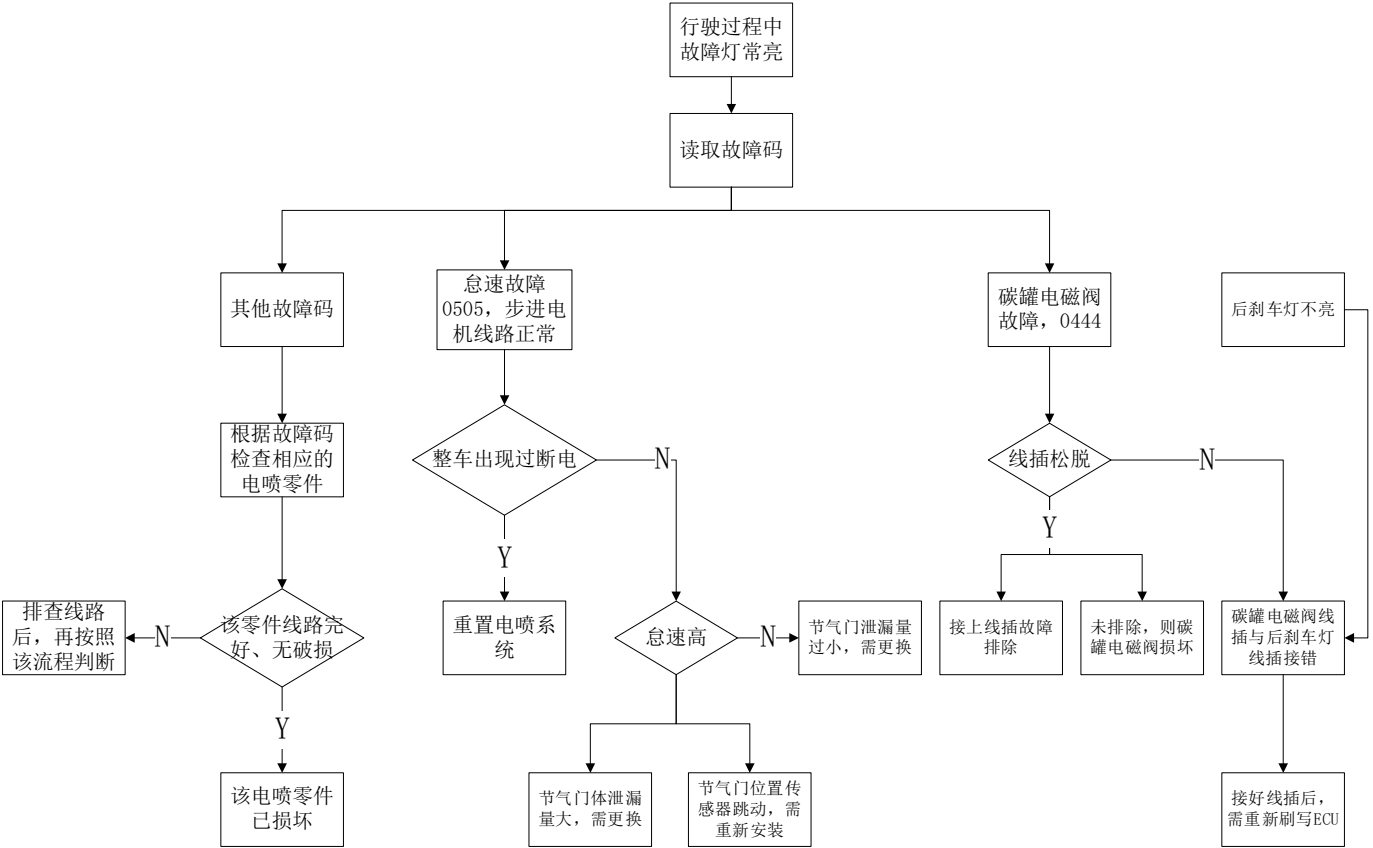 行驶过程中
故障灯常亮
读取故障码
其他故障码
怠速故障
0505，步进电
机线路正常
碳罐电磁阀
故障，0444
后刹车灯不亮
根据故障码
检查相应的
电喷零件
整车出现过断电
N
线插松脱
N
Y
Y
排查线路
后，再按照
该流程判断
N
该零件线路完
好、无破损
重置电喷系
统
怠速高
N
节气门泄漏量
过小，需更换
接上线插故障
排除
未排除，则碳
罐电磁阀损坏
碳罐电磁阀线
插与后刹车灯
线插接错
Y
该电喷零件
已损坏
节气门体泄漏
量大，需更换
节气门位置传
感器跳动，需
重新安装
接好线插后，
需重新刷写ECU